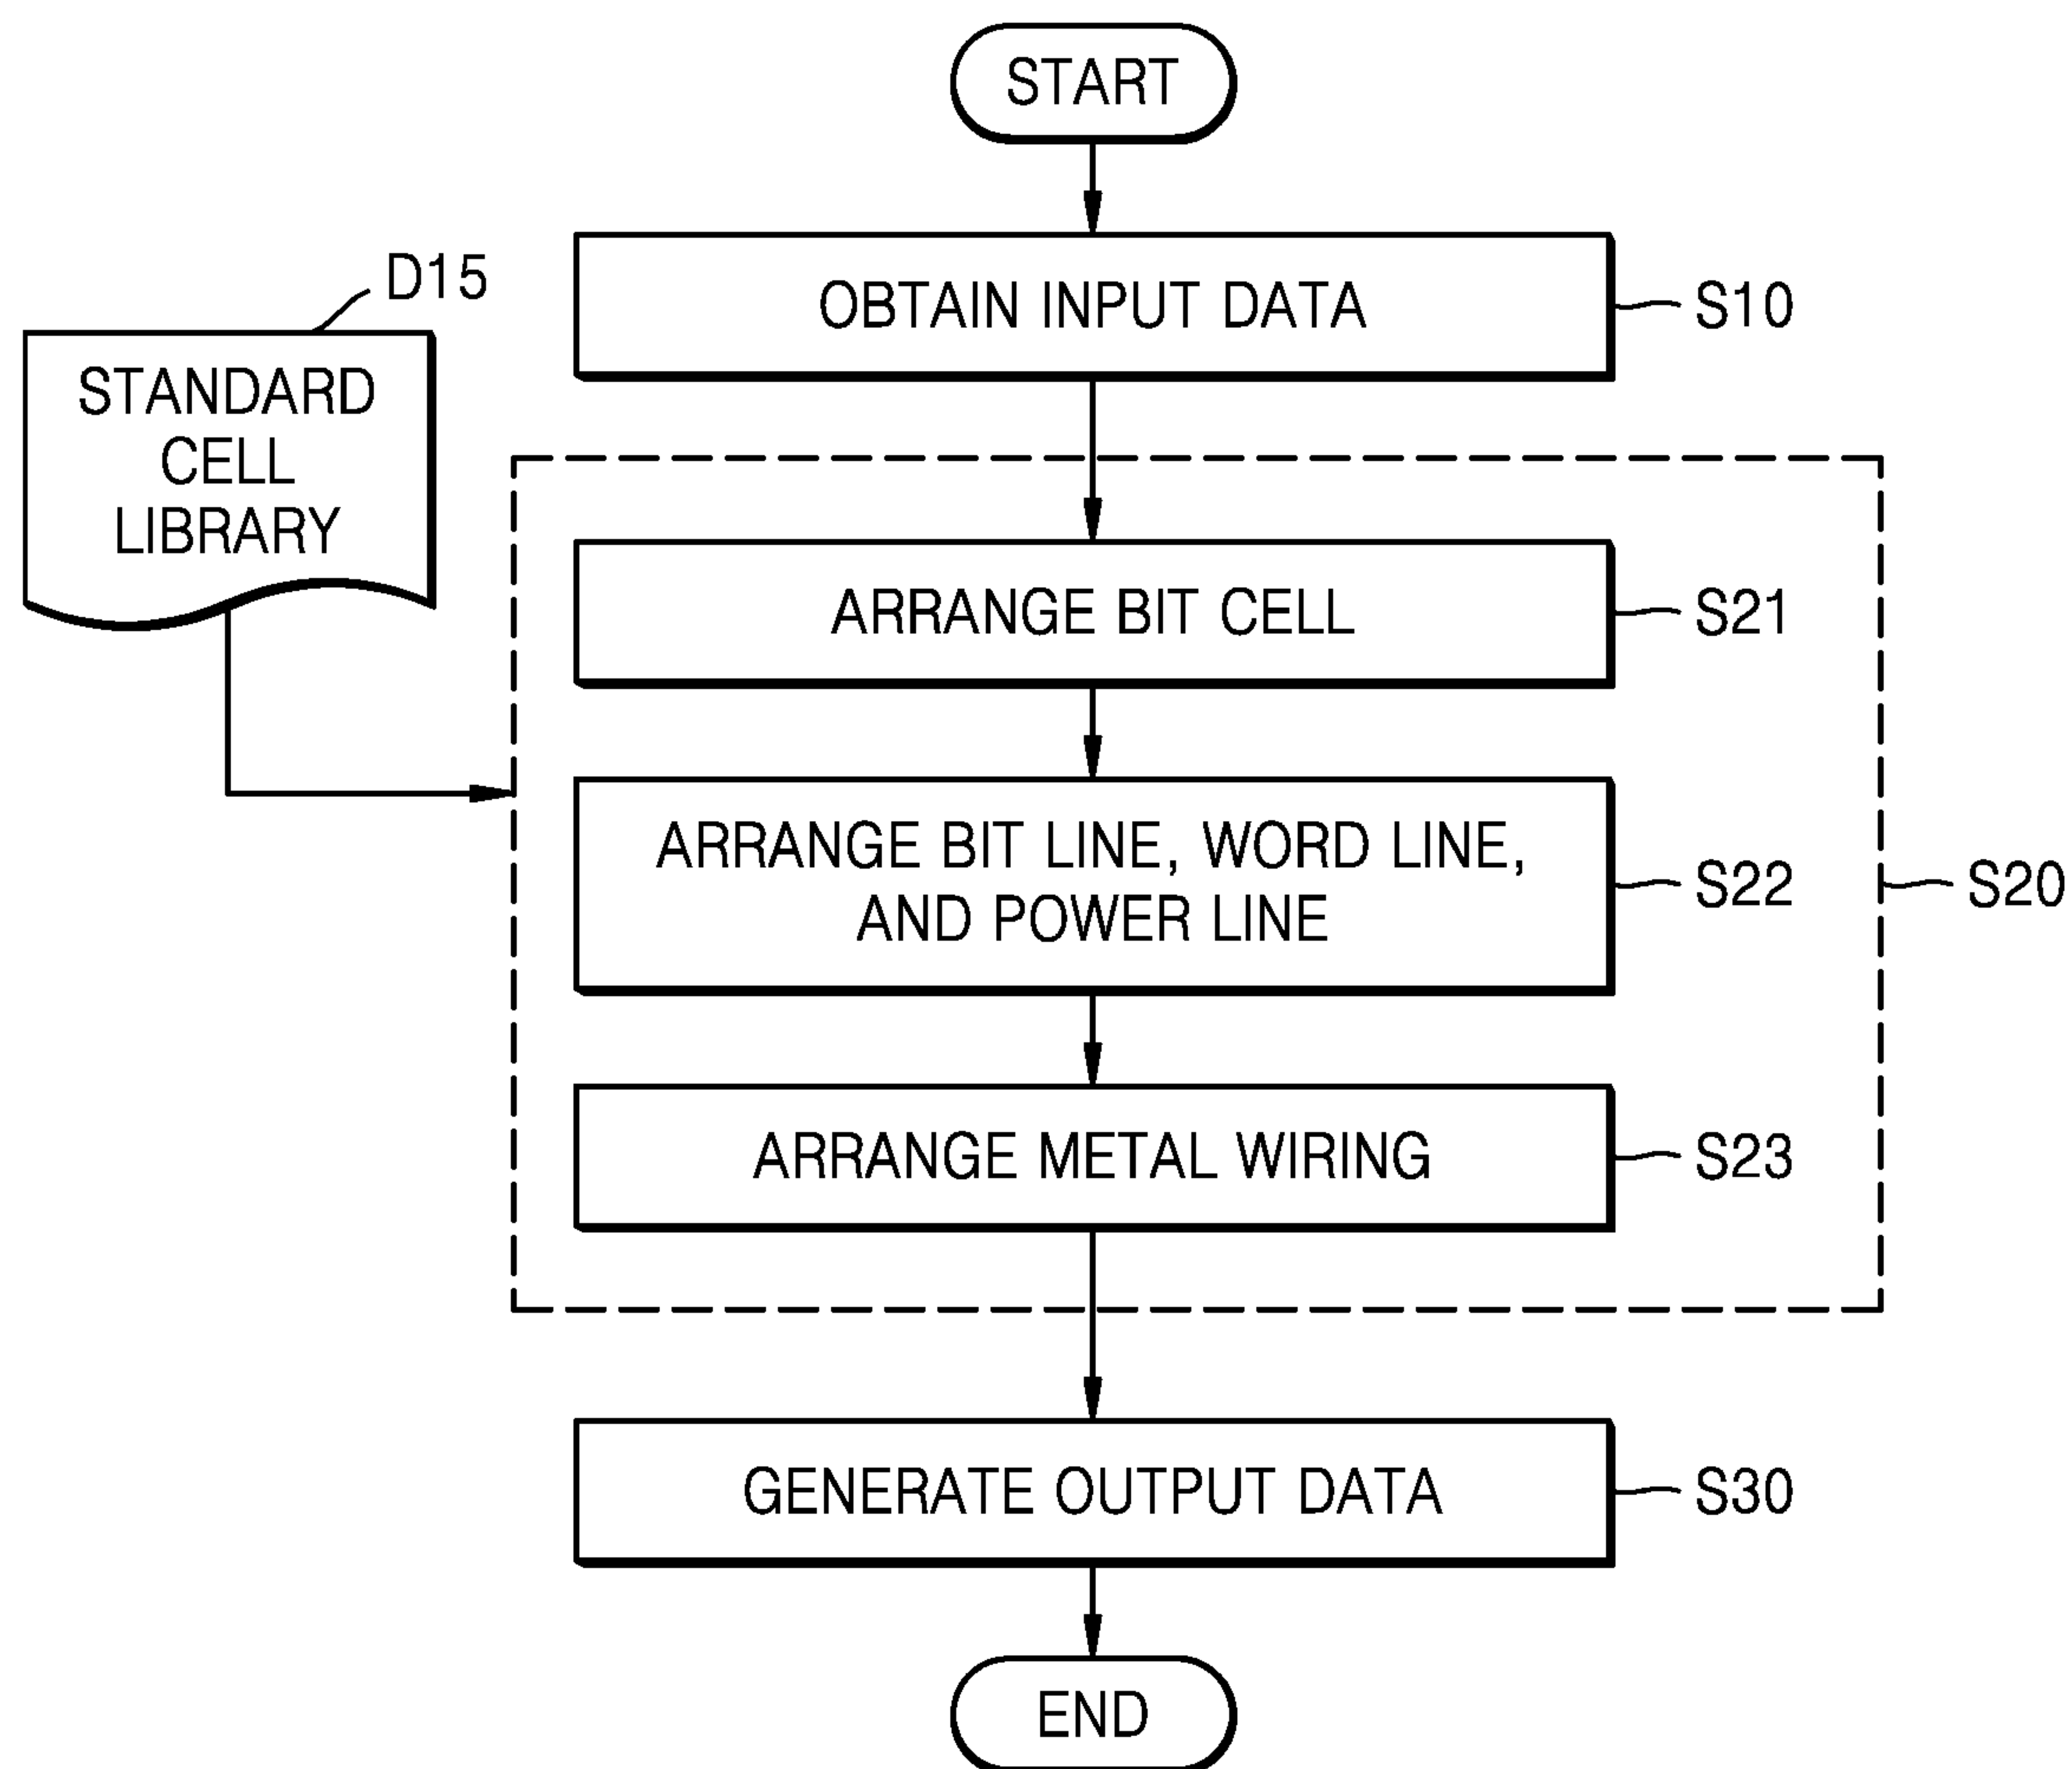 START
D15
OBTAIN INPUT DATA
S10
STANDARD
CELL
LIBRARY
ARRANGE BIT CELL
S21
ARRANGE BIT LINE, WORD LINE,
AND POWER LINE
S22
S20
ARRANGE METAL WIRING
S23
GENERATE OUTPUT DATA
S30
END